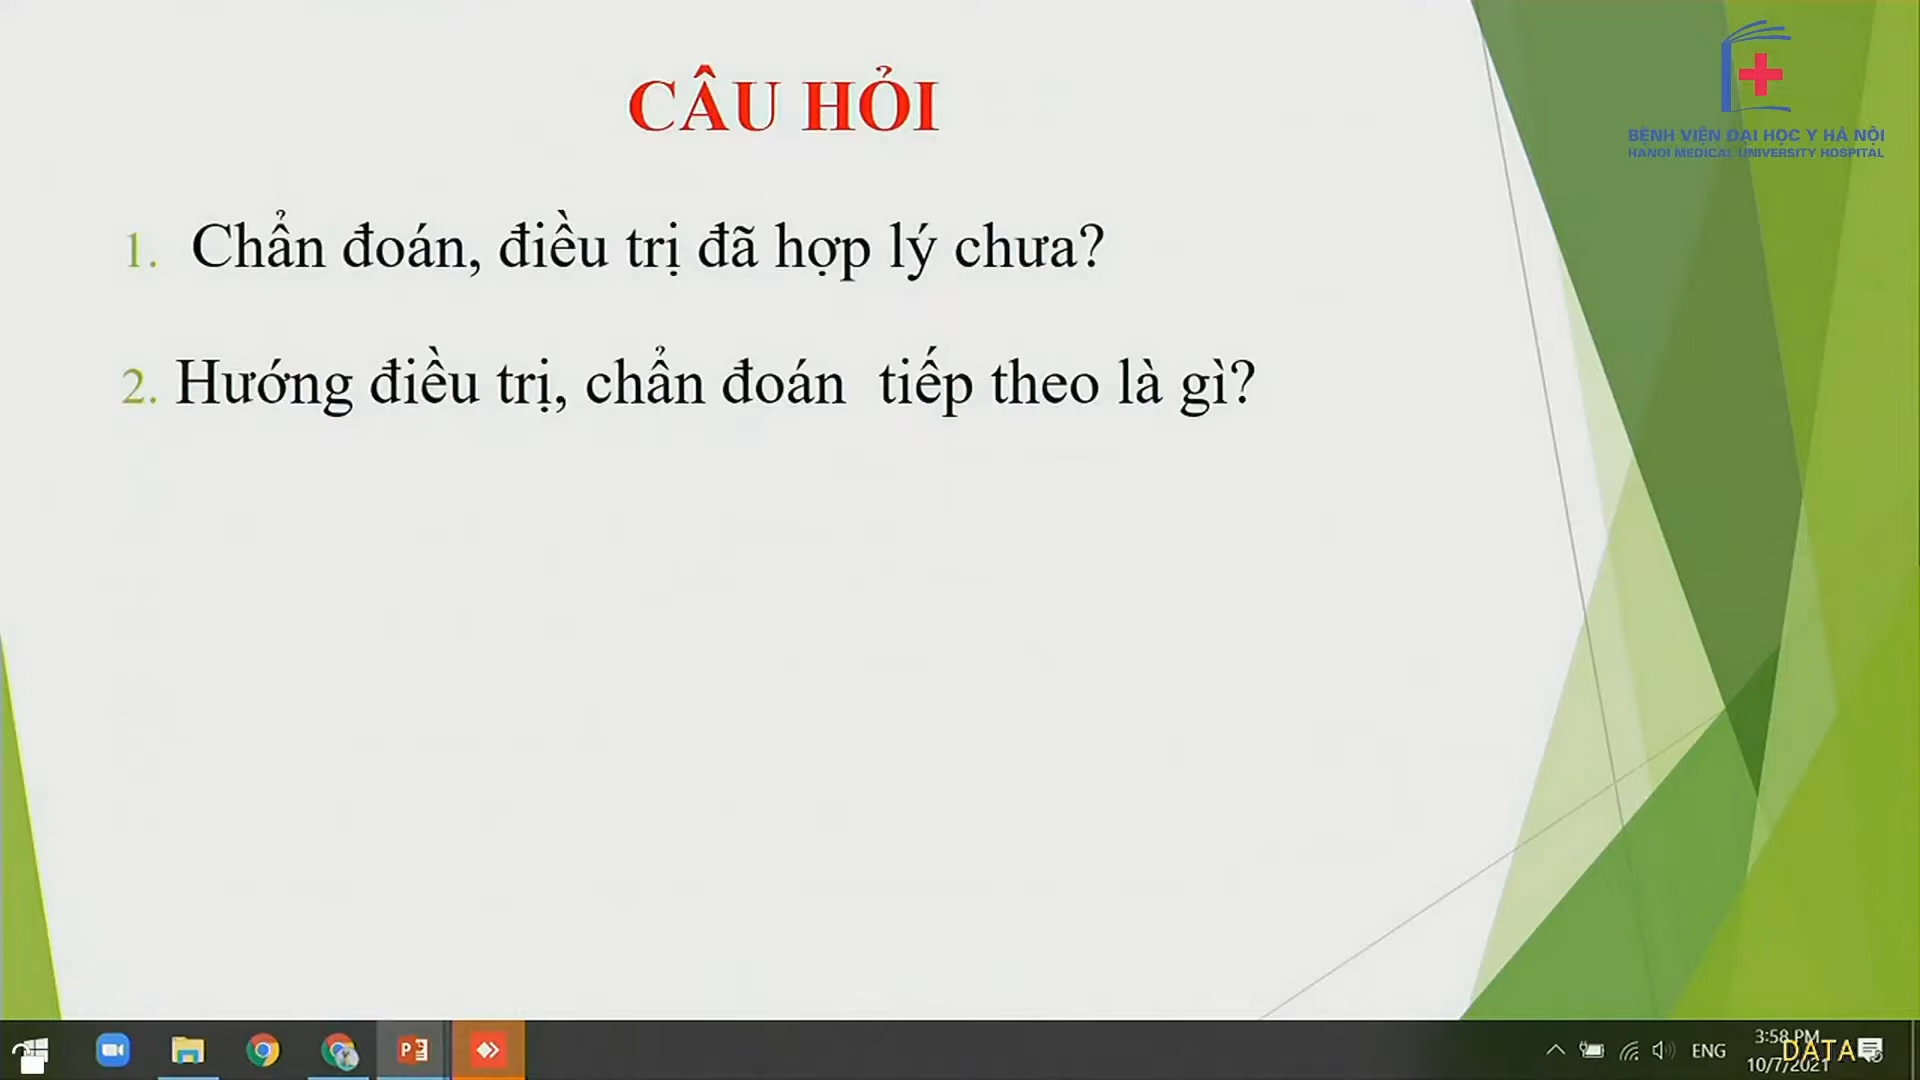 CÂU HỎI
BỆNH VIỆN ĐẠI HỌC Y HÀ NỘI
HANOI MEDICAL UNIVERSITY HOSPITAL
1. Chẩn đoán, điều trị đã hợp lý chưa?
2. Hướng điều trị, chẩn đoán  tiếp theo là gì?
ENG
3:58 PM
10/7/2021
DATA